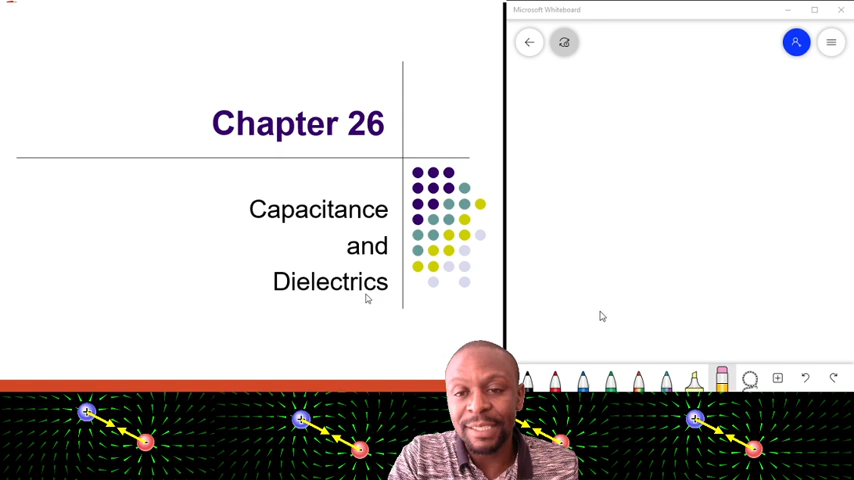 Chapter 26
Capacitance
and
Dielectrics
Microsoft Whiteboard